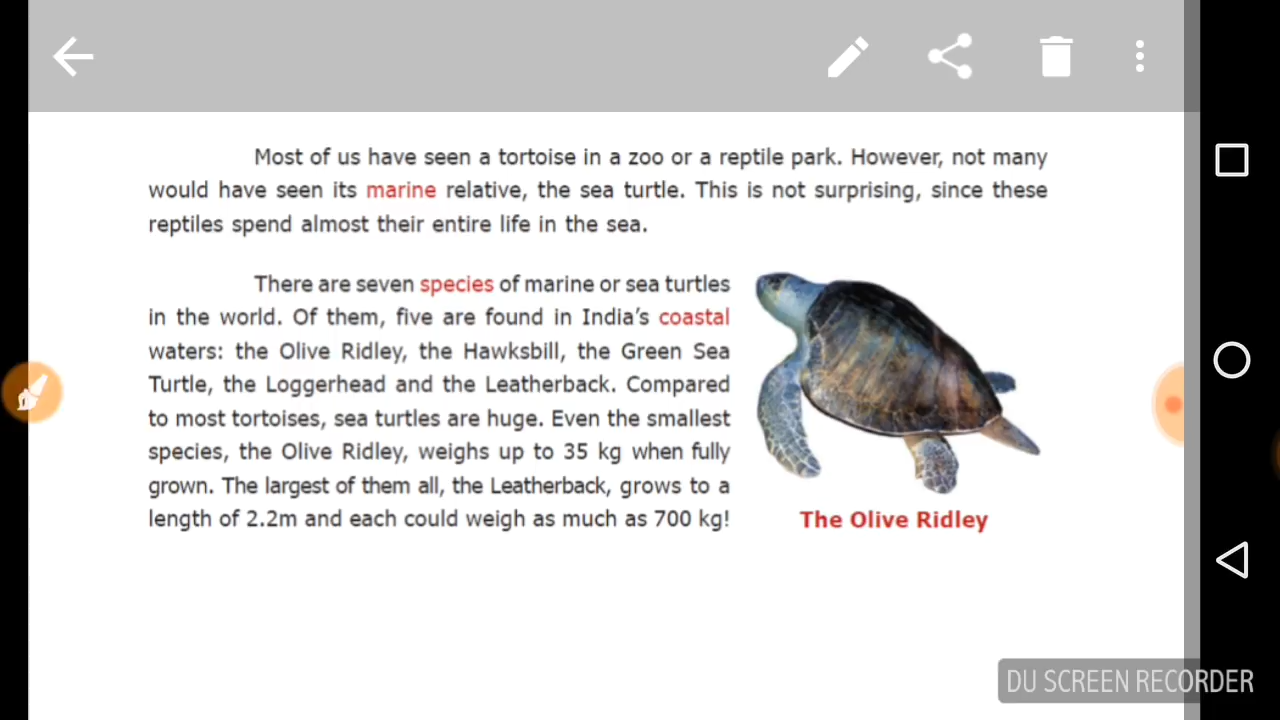 Most of us have seen a tortoise in a zoo or a reptile park. However, not many
would have seen its marine relative, the sea turtle. This is not surprising, since these
reptiles spend almost their entire life in the sea.
There are seven species of marine or sea turtles
in the world. Of them, five are found in India's coastal
waters: the Olive Ridley, the Hawksbill, the Green Sea
Turtle, the Loggerhead and the Leatherback. Compared
to most tortoises, sea turtles are huge. Even the smallest
species, the Olive Ridley, weighs up to 35 kg when fully
grown. The largest of them all, the Leatherback, grows to a
length of 2.2m and each could weigh as much as 700 kg!
The Olive Ridley
DU SCREEN RECORDER